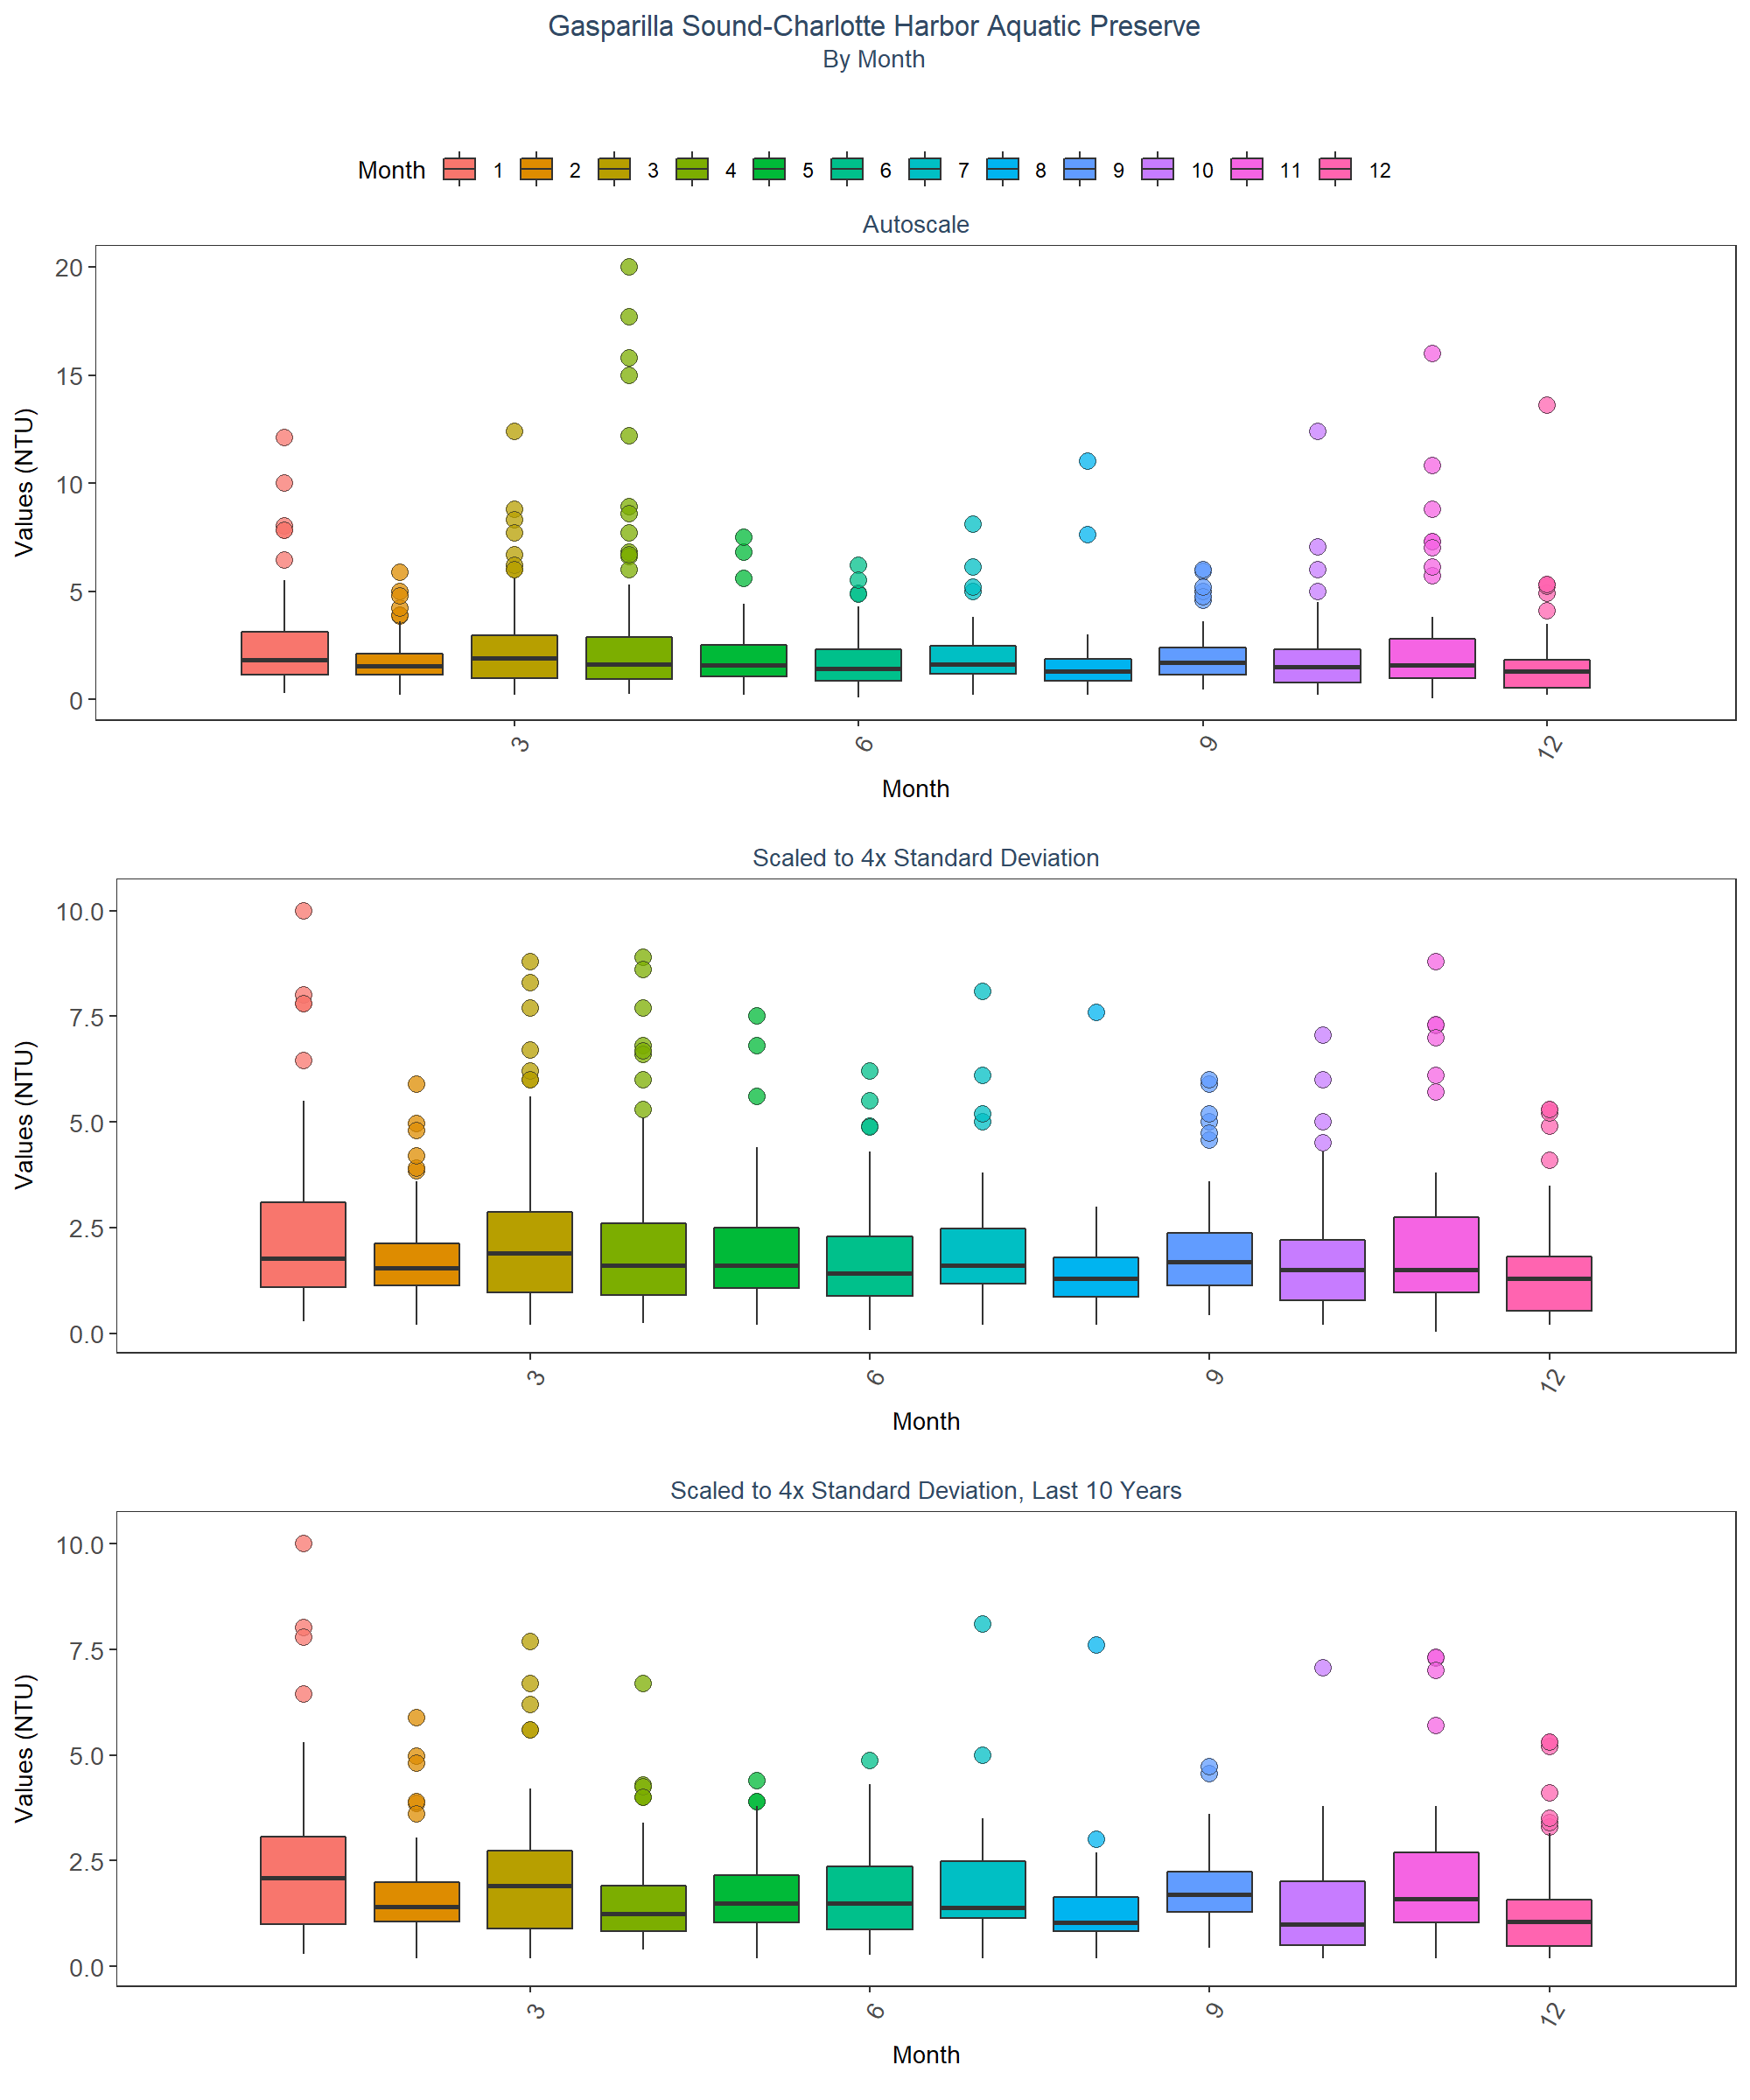 Gasparilla Sound-Charlotte Harbor Aquatic Preserve
By Month
Month 1 2 3 4 5 6 7 8 9 10 11 12
Autoscale
20
15
10
5
0
Values (NTU)
3 6 9 12
Month
Scaled to 4x Standard Deviation
10.0
7.5
5.0
2.5
0.0
Values (NTU)
3 6 9 12
Month
Scaled to 4x Standard Deviation, Last 10 Years
10.0
7.5
5.0
2.5
0.0
Values (NTU)
3 6 9 12
Month